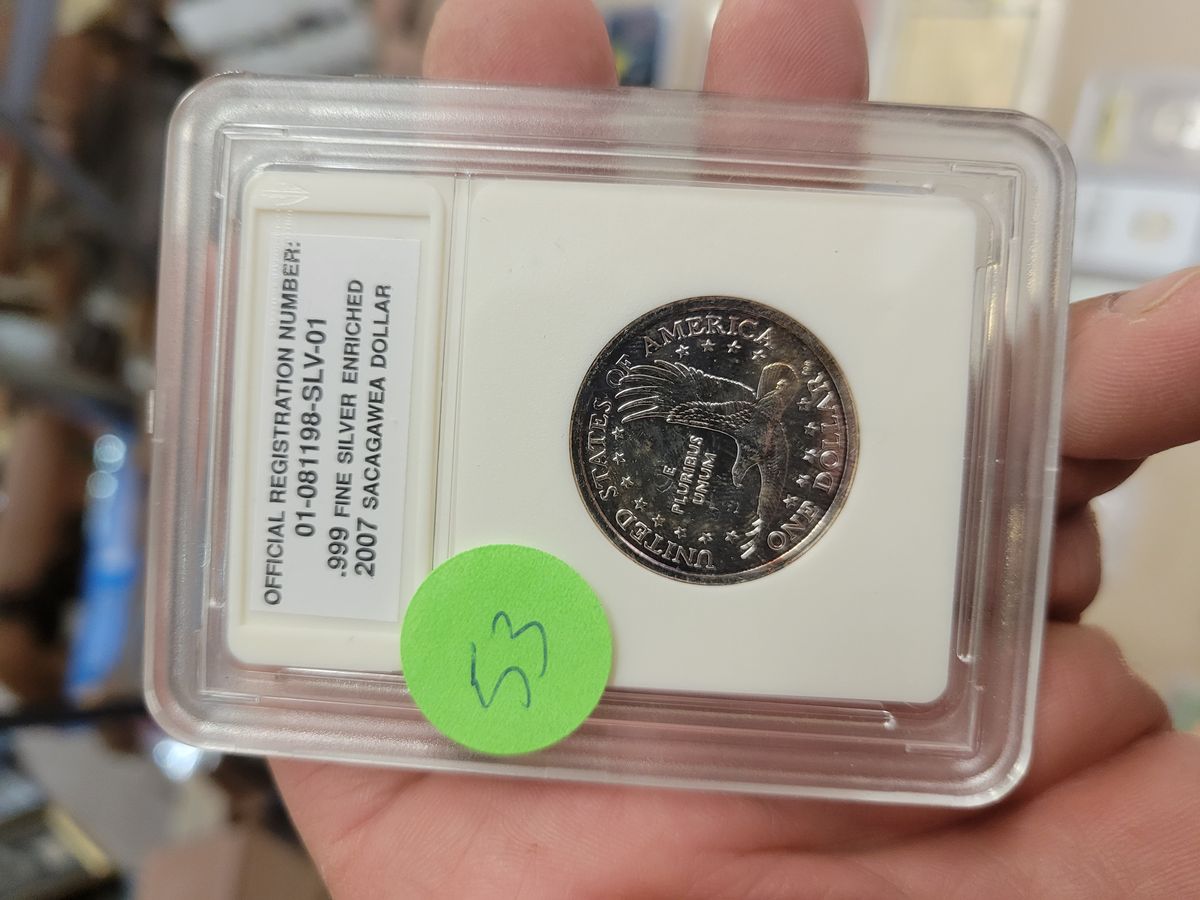 OFFICIAL REGISTRATION NUMBER:
01-081198-SLV-01
.999 FINE SILVER ENRICHED
2007 SACAGAWEA DOLLAR
UNITED STATES OF AMERICA
E
PLURIBUS
UNUM
ONE DOLLAR
53